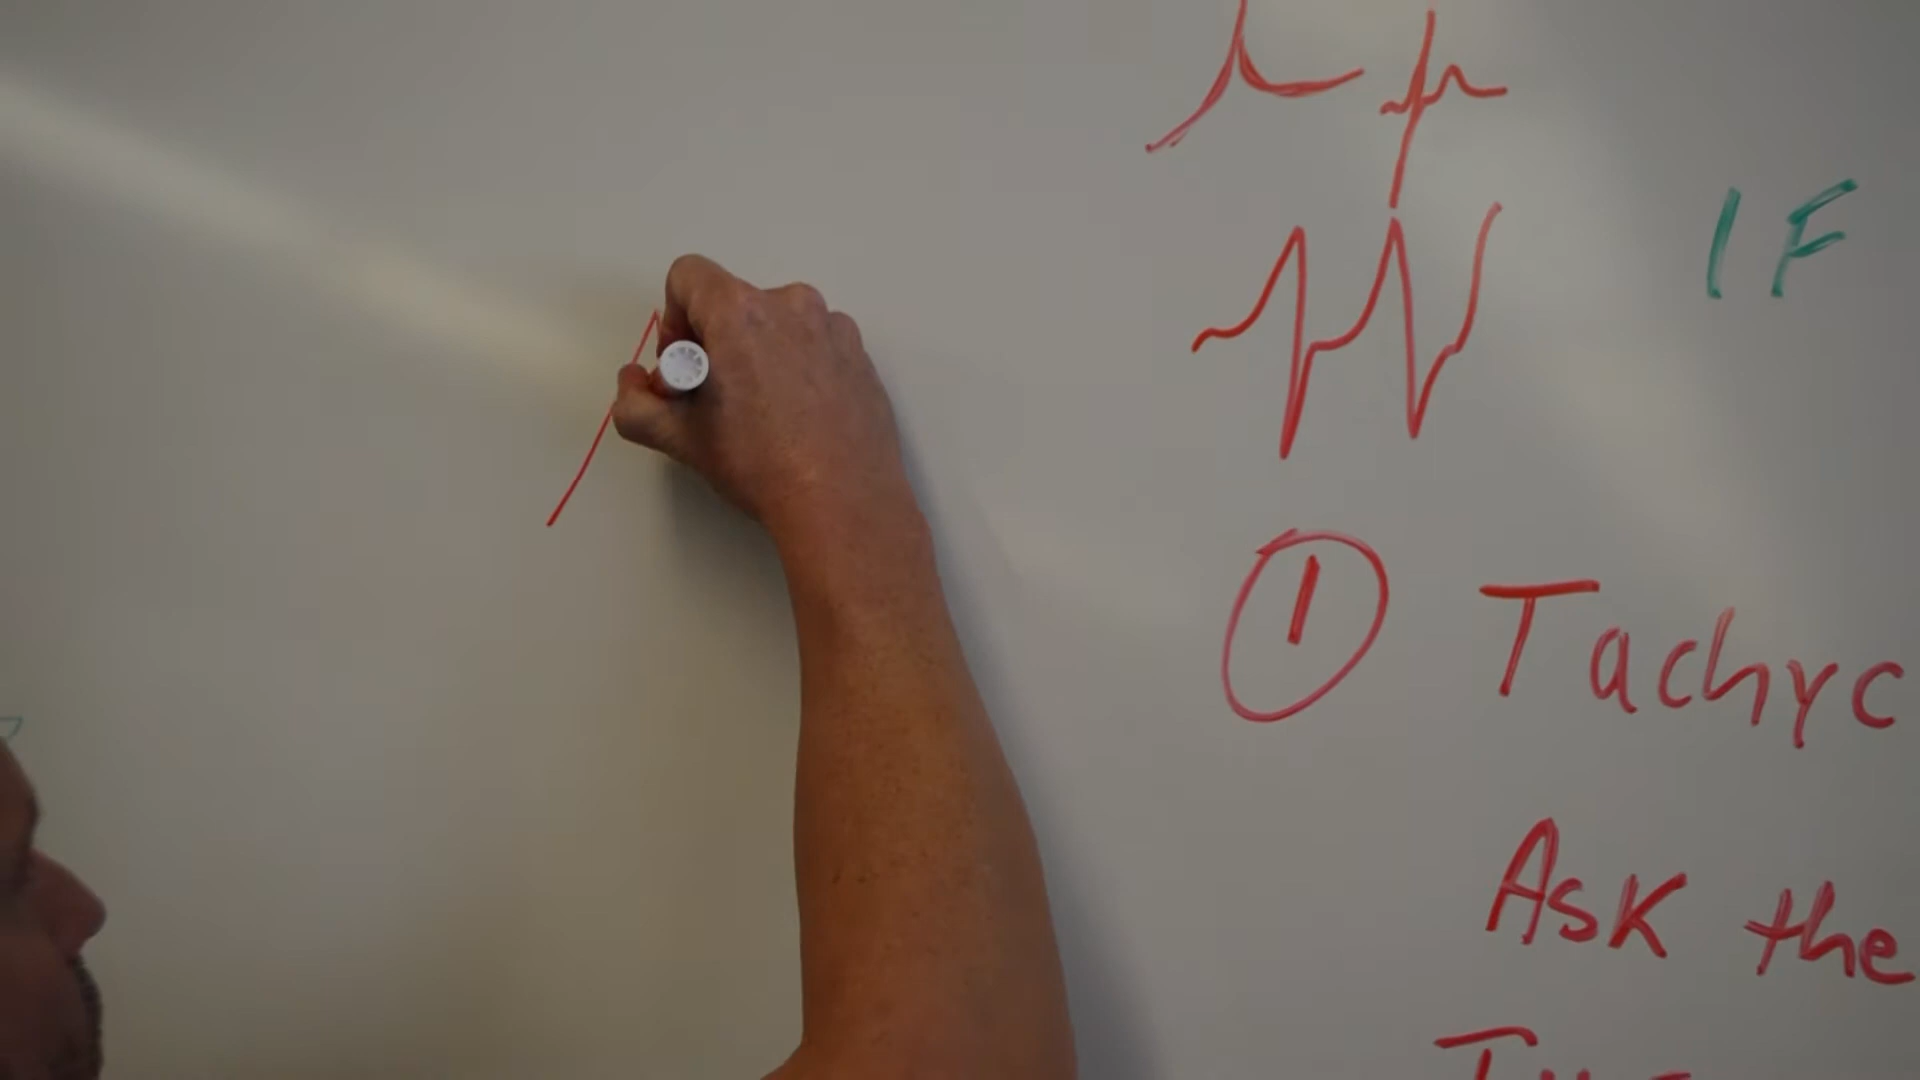 IF
1 Tachyc
Ask the